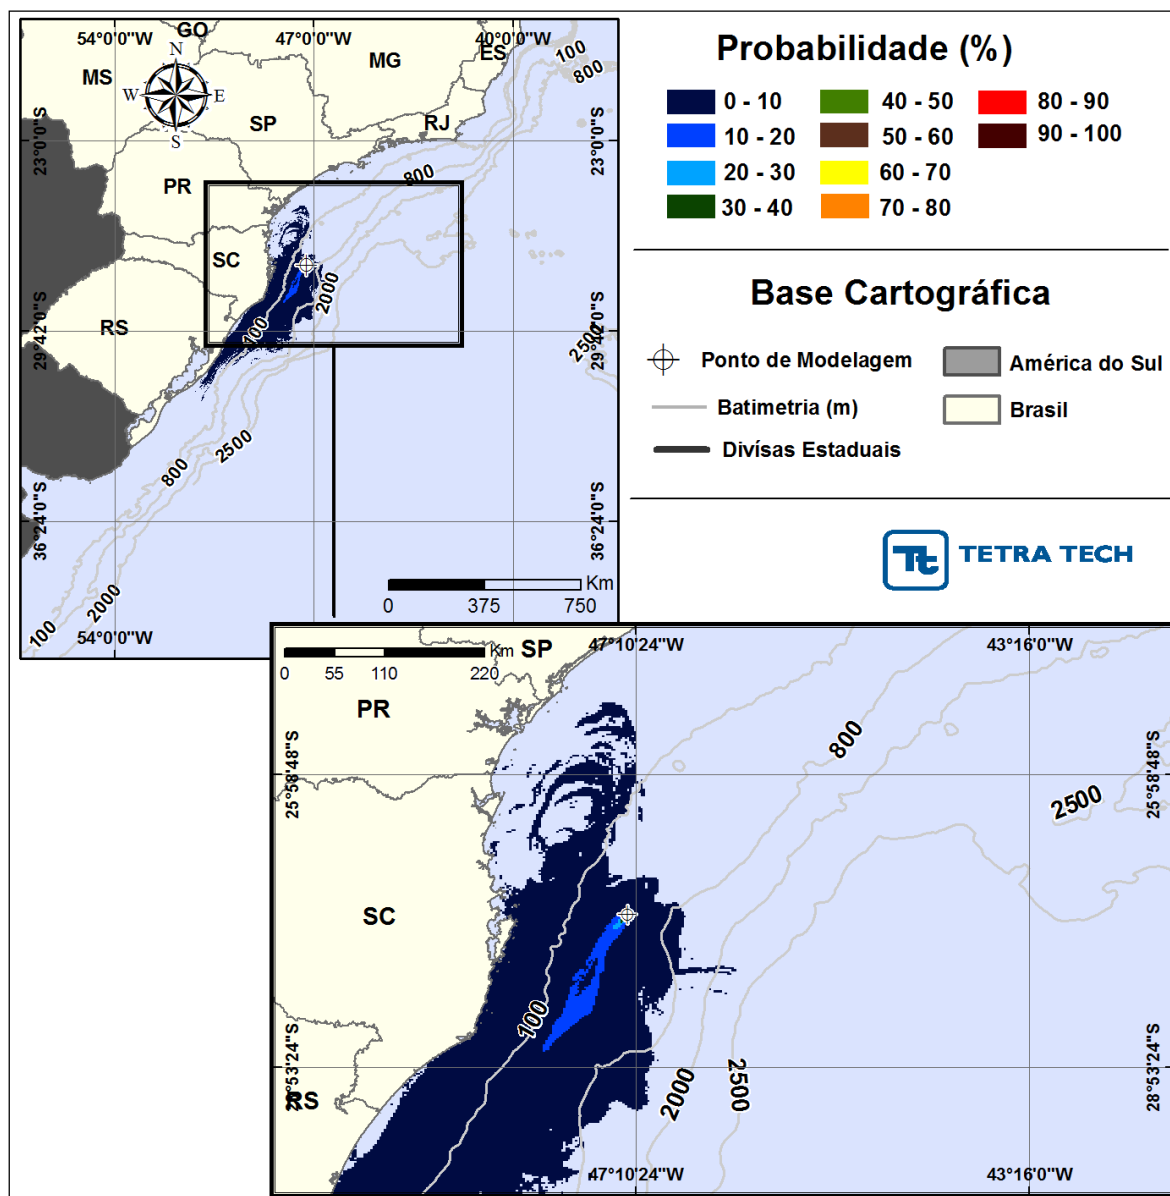 54°0'0"W
47°0'0"W
40°0'0"W
GO
MG
ES
MS
N
W
E
S
SP
RJ
PR
SC
RS
100
800
800
23°0'0"S
23°0'0"S
2000
100
29°42'0"S
29°42'0"S
2500
2500
800
36°24'0"S
36°24'0"S
2000
100
54°0'0"W
Km
0 375 750
Probabilidade (%)
0 - 10
10 - 20
20 - 30
30 - 40
40 - 50
50 - 60
60 - 70
70 - 80
80 - 90
90 - 100
Base Cartográfica
Ponto de Modelagem
Batimetria (m)
Divísas Estaduais
América do Sul
Brasil
Tt TETRA TECH
Km
0 55 110 220
SP
47°10'24"W
43°16'0"W
PR
800
25°58'48"S
25°58'48"S
2500
SC
100
28°53'24"S
28°53'24"S
2000
2500
RS
47°10'24"W
43°16'0"W